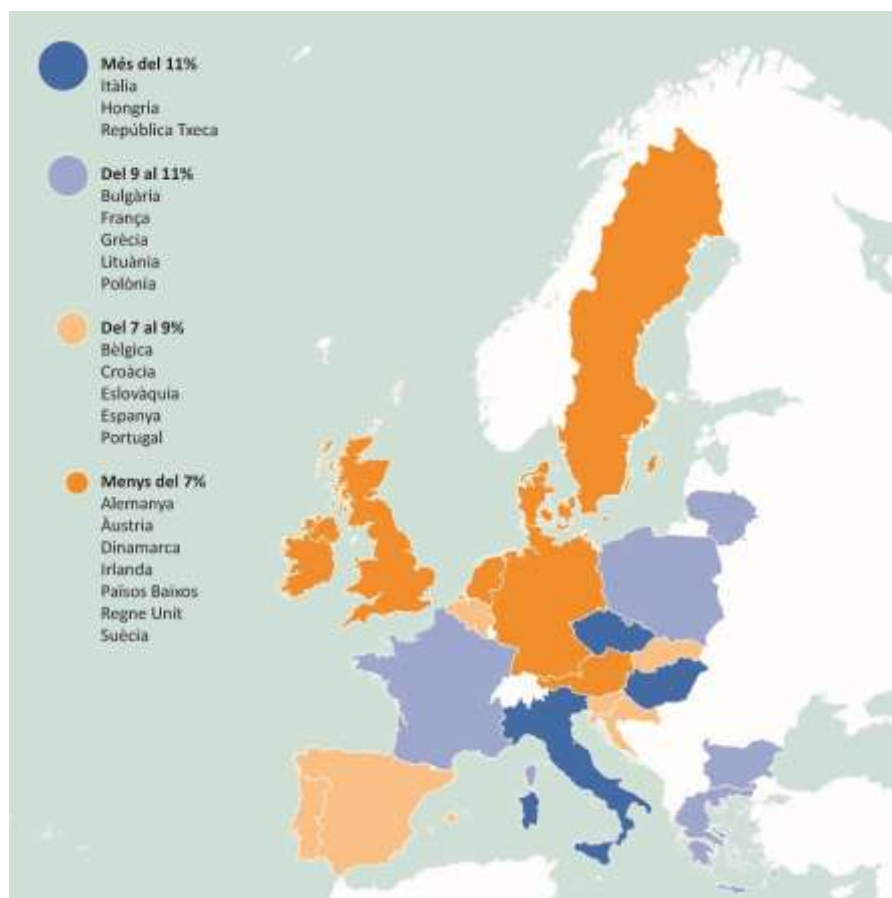 Més del 11%
Itàlia
Hongria
República Txeca
Del 9 al 11%
Bulgària
França
Grècia
Lituània
Polònia
Del 7 al 9%
Bèlgica
Croàcia
Eslovàquia
Espanya
Portugal
Menys del 7%
Alemanya
Àustria
Dinamarca
Irlanda
Països Baixos
Regne Unit
Suècia